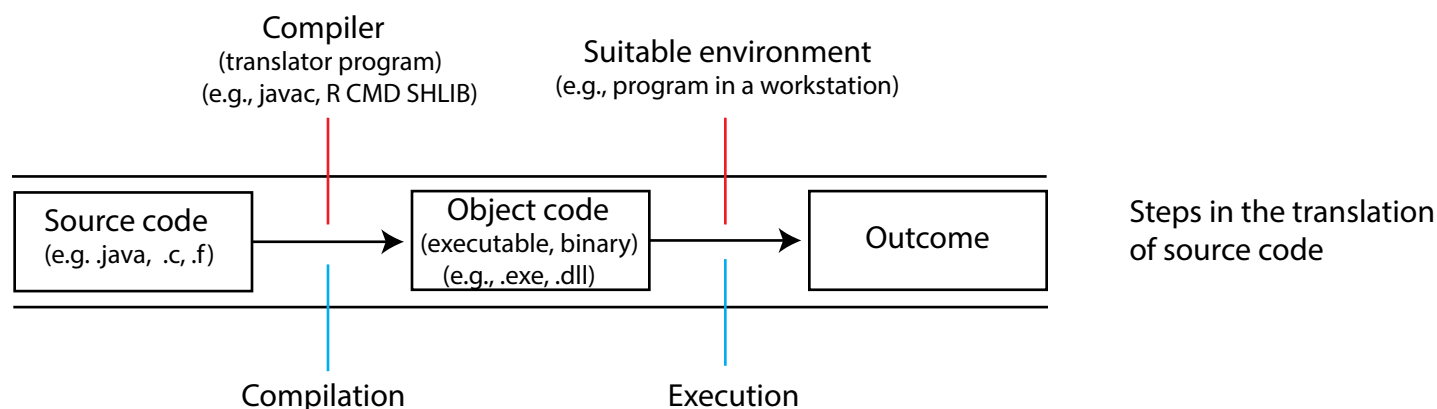 Compiler
(translator program)
(e.g., javac, R CMD SHLIB)
Suitable environment
(e.g., program in a workstation)
Source code
(e.g. .java, .c, .f)
Object code
(executable, binary)
(e.g., .exe, .dll)
Outcome
Steps in the translation
of source code
Compilation
Execution